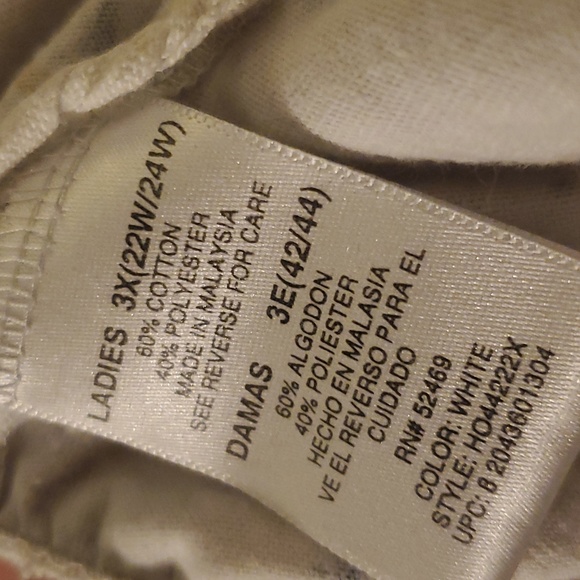 LADIES 3X(22W/24W)
60% COTTON
40% POLYESTER
MADE IN MALAYSIA
SEE REVERSE FOR CARE
DAMAS 3E(42/44)
60% ALGODON
40% POLIESTER
HECHO EN MALASIA
VE EL REVERSO PARA EL
CUIDADO
RN# 52469
COLOR: WHITE
STYLE: HO44222X
UPC: 8 2043601304